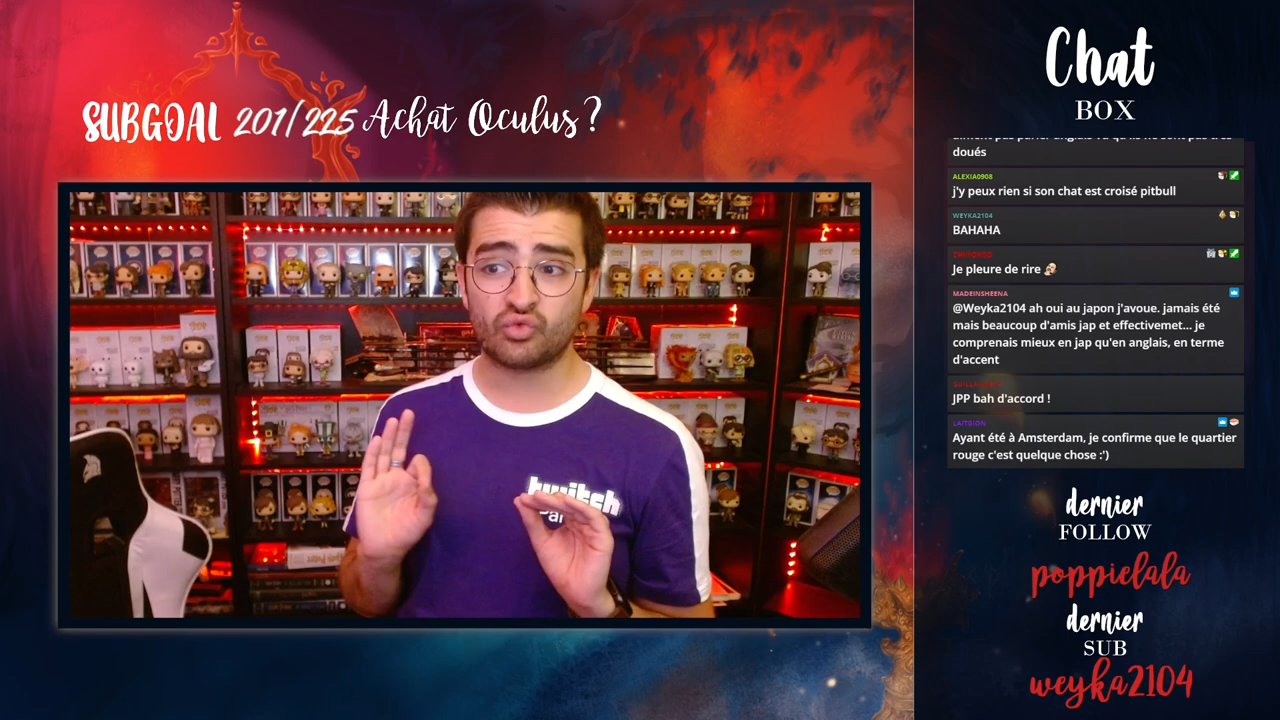 SUBGOAL 201/225 Achat Oculus?
twitch
Chat
BOX
doués
ALEXIA0908
j'y peux rien si son chat est croisé pitbull
WEYKA2104
BAHAHA
Je pleure de rire
MADEINSHEENA
@Weyka2104 ah oui au japon j'avoue. jamais été
mais beaucoup d'amis jap et effectivemet... je
comprenais mieux en jap qu'en anglais, en terme
d'accent
JPP bah d'accord !
Ayant été à Amsterdam, je confirme que le quartier
rouge c'est quelque chose :')
dernier
FOLLOW
poppielala
dernier
SUB
weyka2104